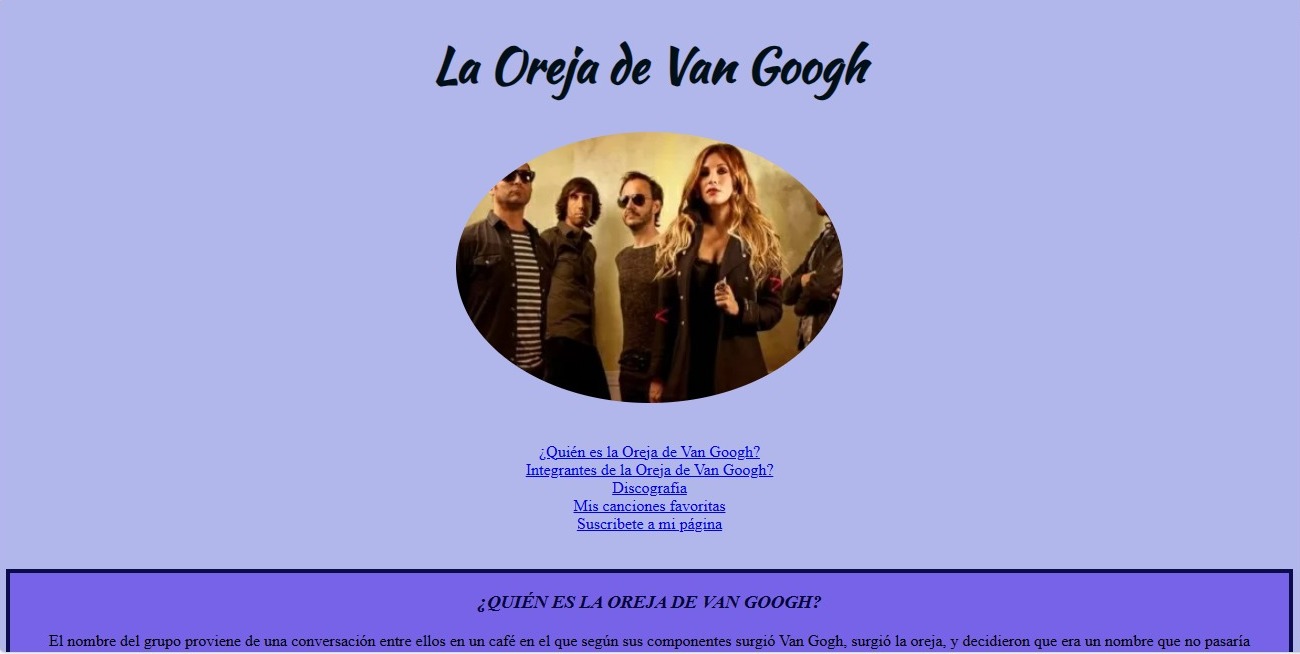 La Oreja de Van Googh
¿Quién es la Oreja de Van Googh?
Integrantes de la Oreja de Van Googh?
Discografía
Mis canciones favoritas
Suscribete a mi página
¿QUIÉN ES LA OREJA DE VAN GOOGH?
El nombre del grupo proviene de una conversación entre ellos en un café en el que según sus componentes surgió Van Gogh, surgió la oreja, y decidieron que era un nombre que no pasaría